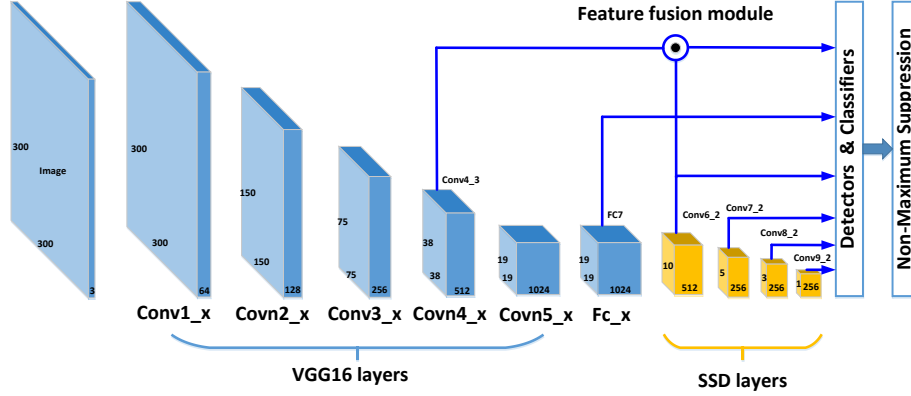 Feature fusion module
300
Image
300
3
300
300
64
Conv1_x
150
150
128
Covn2_x
75
75
256
Conv3_x
Conv4_3
38
38
512
Covn4_x
19
19
1024
Covn5_x
FC7
19
19
1024
Fc_x
Conv6_2
10
512
Conv7_2
5
256
Conv8_2
3
256
Conv9_2
1
256
VGG16 layers
SSD layers
Detectors & Classifiers
Non-Maximum Suppression